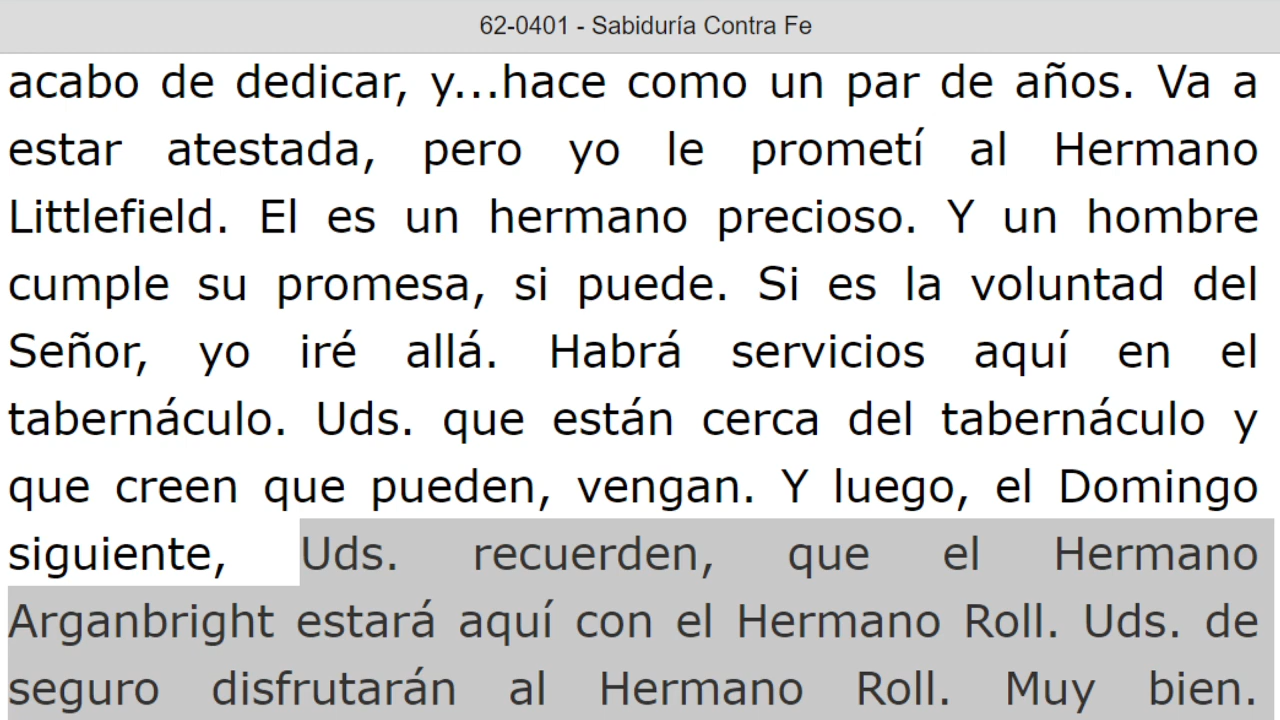 62-0401 - Sabiduría Contra Fe
acabo de dedicar, y...hace como un par de años. Va a
estar atestada, pero yo le prometí al Hermano
Littlefield. El es un hermano precioso. Y un hombre
cumple su promesa, si puede. Si es la voluntad del
Señor, yo iré allá. Habrá servicios aquí en el
tabernáculo. Uds. que están cerca del tabernáculo y
que creen que pueden, vengan. Y luego, el Domingo
siguiente, Uds. recuerden, que el Hermano
Arganbright estará aquí con el Hermano Roll. Uds. de
seguro disfrutarán al Hermano Roll. Muy bien.